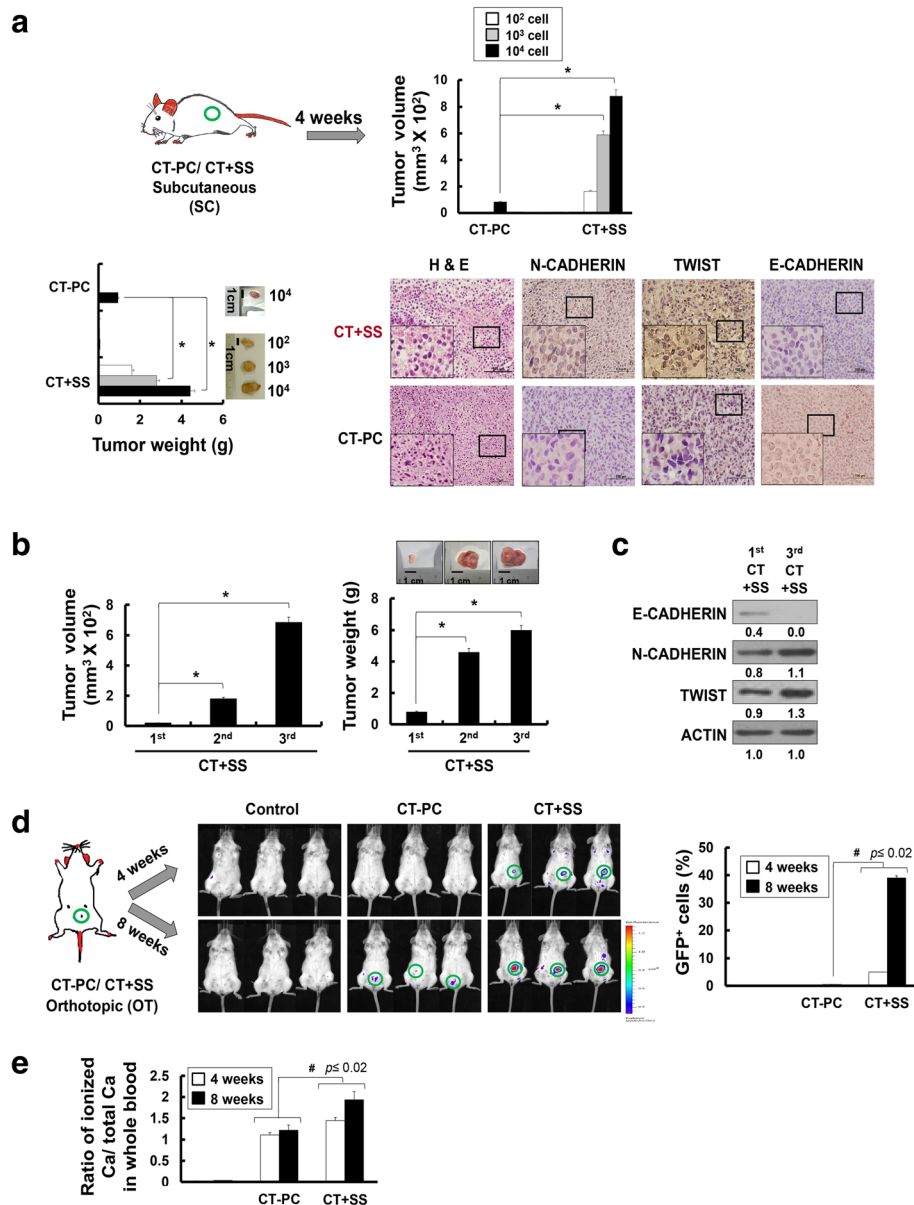 a
10² cell
10³ cell
10⁴ cell
4 weeks
CT-PC/ CT+SS
Subcutaneous
(SC)
Tumor volume
(mm³ X 10²)
10
8
6
4
2
0
*
*
CT-PC
CT+SS
CT-PC
CT+SS
0
2
4
6
Tumor weight (g)
*
*
1cm
10⁴
1cm
10²
10³
10⁴
H & E
N-CADHERIN
TWIST
E-CADHERIN
CT+SS
CT-PC
b
Tumor volume
(mm³ X 10²)
8
6
4
2
0
*
*
1st
2nd
3rd
CT+SS
1 cm
1 cm
1 cm
Tumor weight (g)
8
6
4
2
0
*
*
1st
2nd
3rd
CT+SS
c
1st
CT
+SS
3rd
CT
+SS
E-CADHERIN
0.4
0.0
N-CADHERIN
0.8
1.1
TWIST
0.9
1.3
ACTIN
1.0
1.0
d
4 weeks
8 weeks
CT-PC/ CT+SS
Orthotopic (OT)
Control
CT-PC
CT+SS
GFP⁺ cells (%)
50
40
30
20
10
0
4 weeks
8 weeks
# p≤ 0.02
CT-PC
CT+SS
e
Ratio of ionized
Ca/ total Ca
in whole blood
2.5
2
1.5
1
0.5
0
4 weeks
8 weeks
# p≤ 0.02
CT-PC
CT+SS